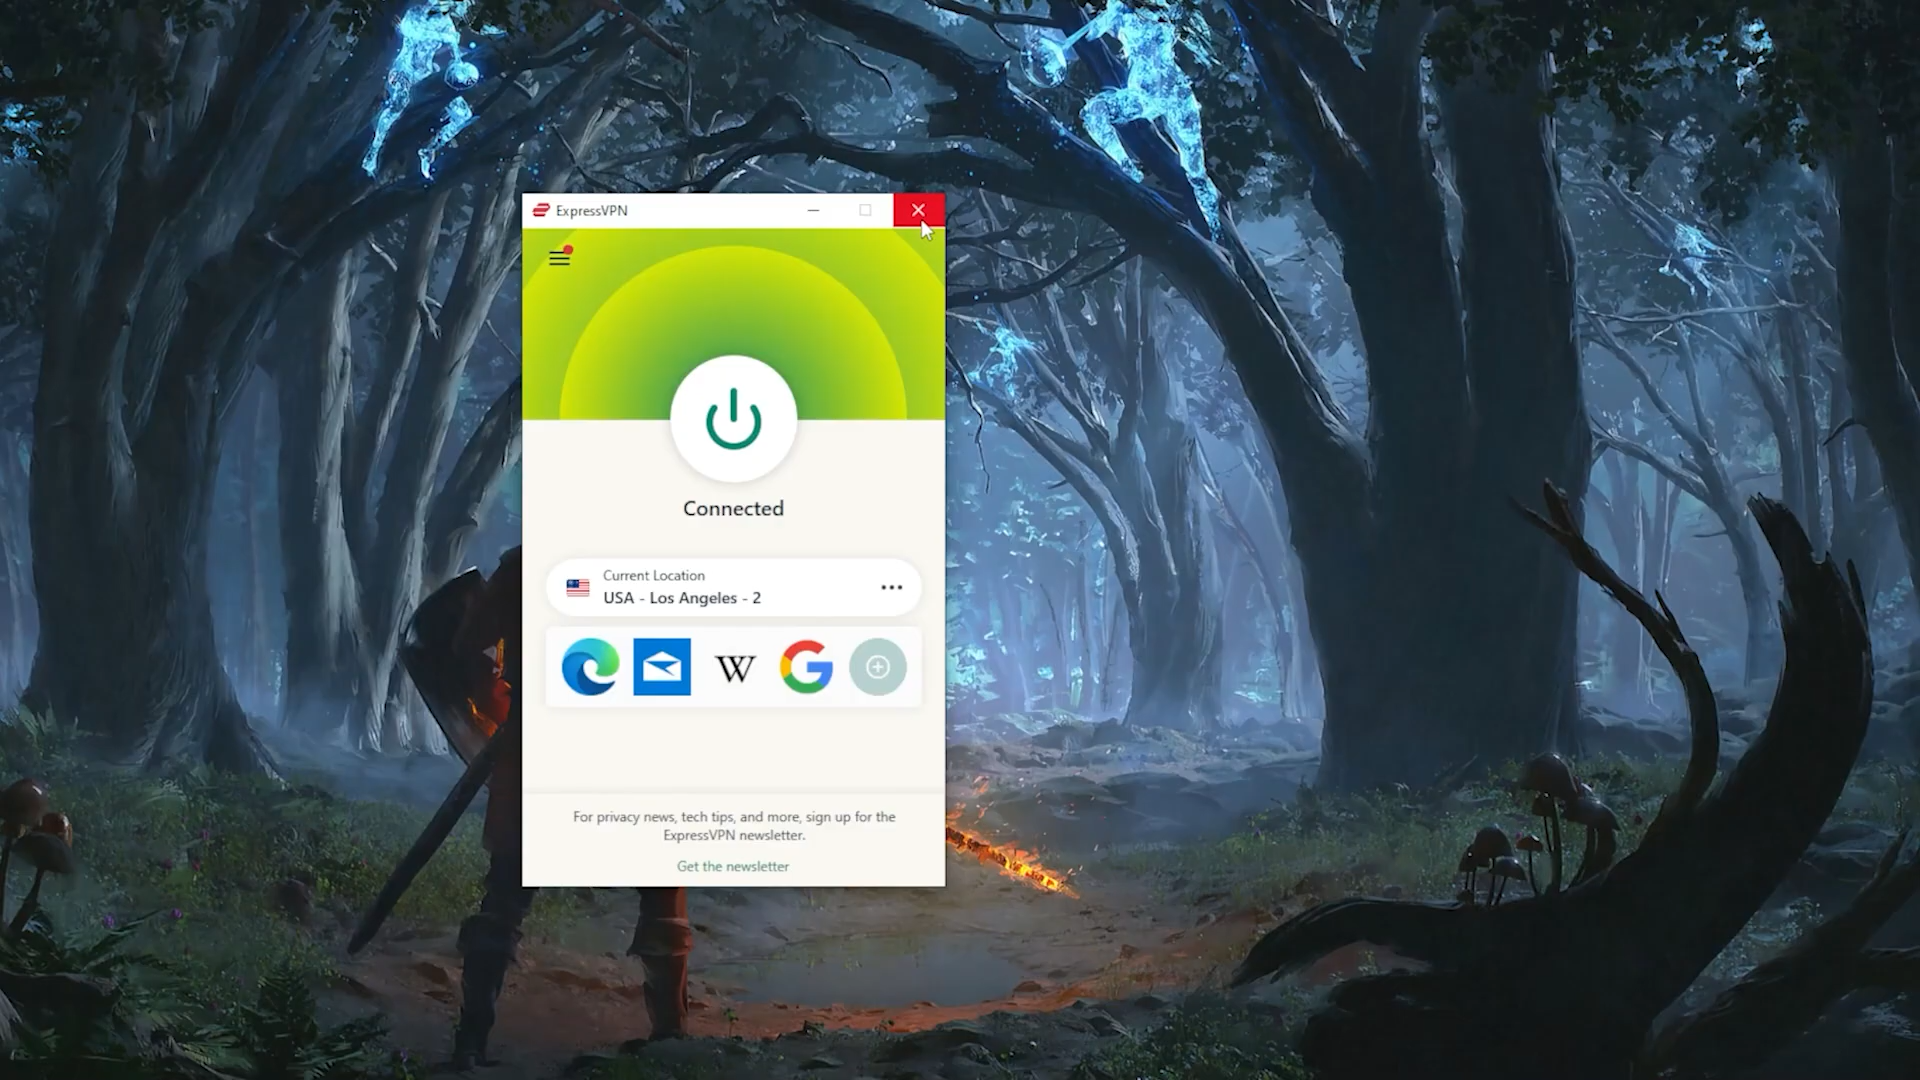 ExpressVPN
Connected
Current Location
USA - Los Angeles - 2
W
For privacy news, tech tips, and more, sign up for the
ExpressVPN newsletter.
Get the newsletter